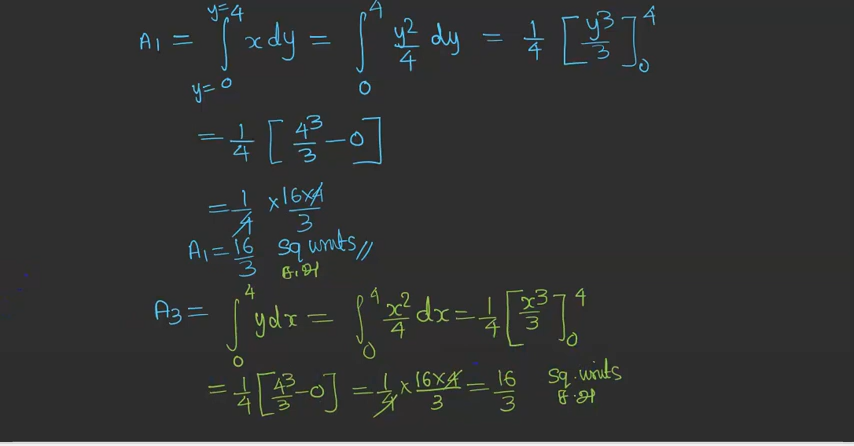 A₁ = ∫_{y=0}^{y=4} x dy = ∫_0^4 y²/4 dy = 1/4 [y³/3]_0^4
= 1/4 [4³/3 − 0]
= 1/4 × 16×4/3
A₁ = 16/3 sq units //
ச.அ
A₃ = ∫_0^4 y dx = ∫_0^4 x²/4 dx = 1/4 [x³/3]_0^4
= 1/4 [4³/3 − 0] = 1/4 × 16×4/3 = 16/3 sq. units
ச.அ